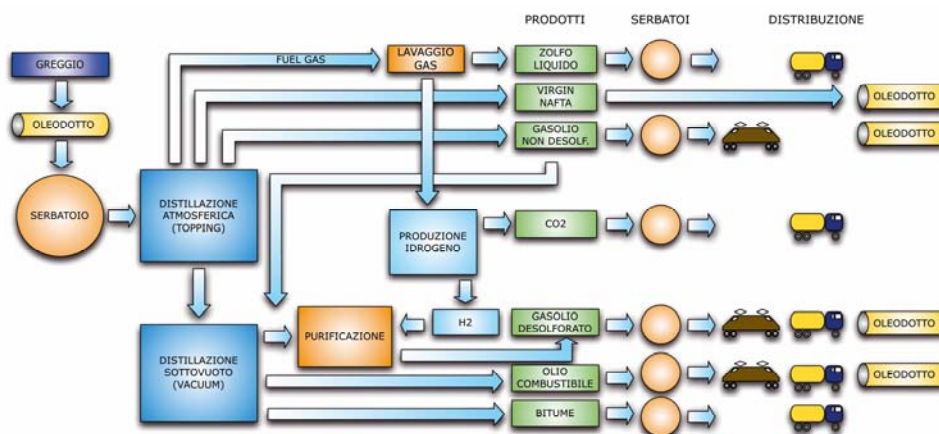 PRODOTTI
SERBATOI
DISTRIBUZIONE
GREGGIO
FUEL GAS
LAVAGGIO
GAS
ZOLFO
LIQUIDO
VIRGIN
NAFTA
OLEODOTTO
OLEODOTTO
GASOLIO
NON DESOLF.
OLEODOTTO
SERBATOIO
DISTILLAZIONE
ATMOSFERICA
(TOPPING)
PRODUZIONE
IDROGENO
CO2
DISTILLAZIONE
SOTTOVUOTO
(VACUUM)
PURIFICAZIONE
H2
GASOLIO
DESOLFORATO
OLEODOTTO
OLIO
COMBUSTIBILE
OLEODOTTO
BITUME